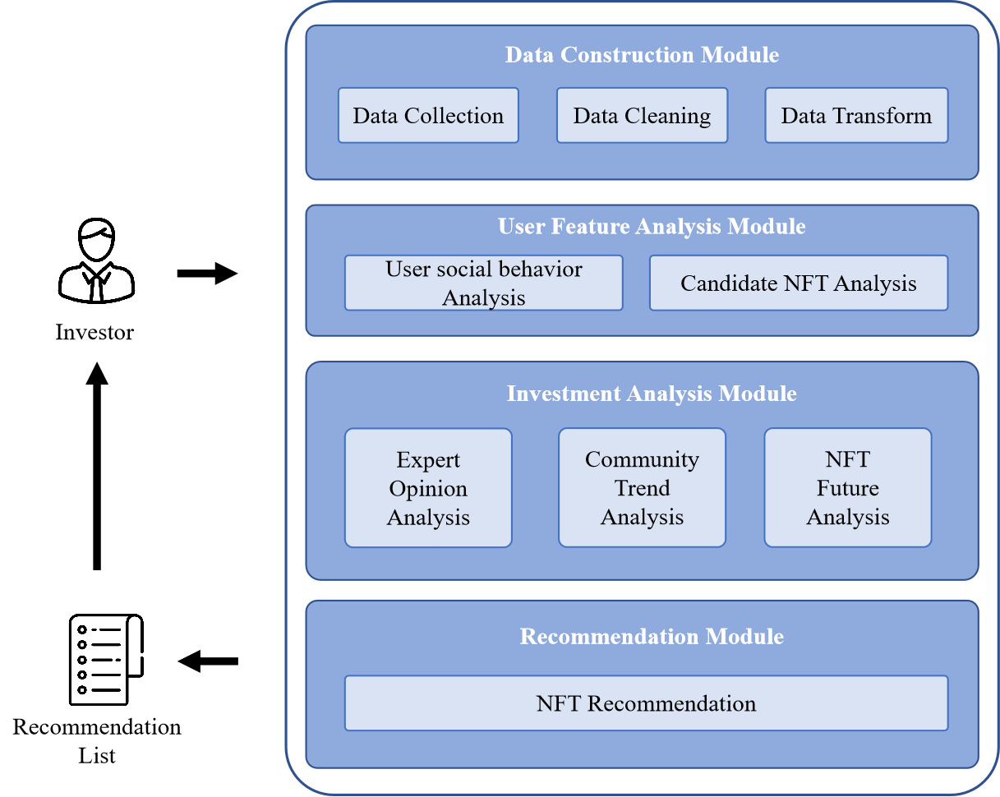 Data Construction Module
Data Collection
Data Cleaning
Data Transform
User Feature Analysis Module
User social behavior
Analysis
Candidate NFT Analysis
Investor
Investment Analysis Module
Expert
Opinion
Analysis
Community
Trend
Analysis
NFT
Future
Analysis
Recommendation Module
NFT Recommendation
Recommendation
List